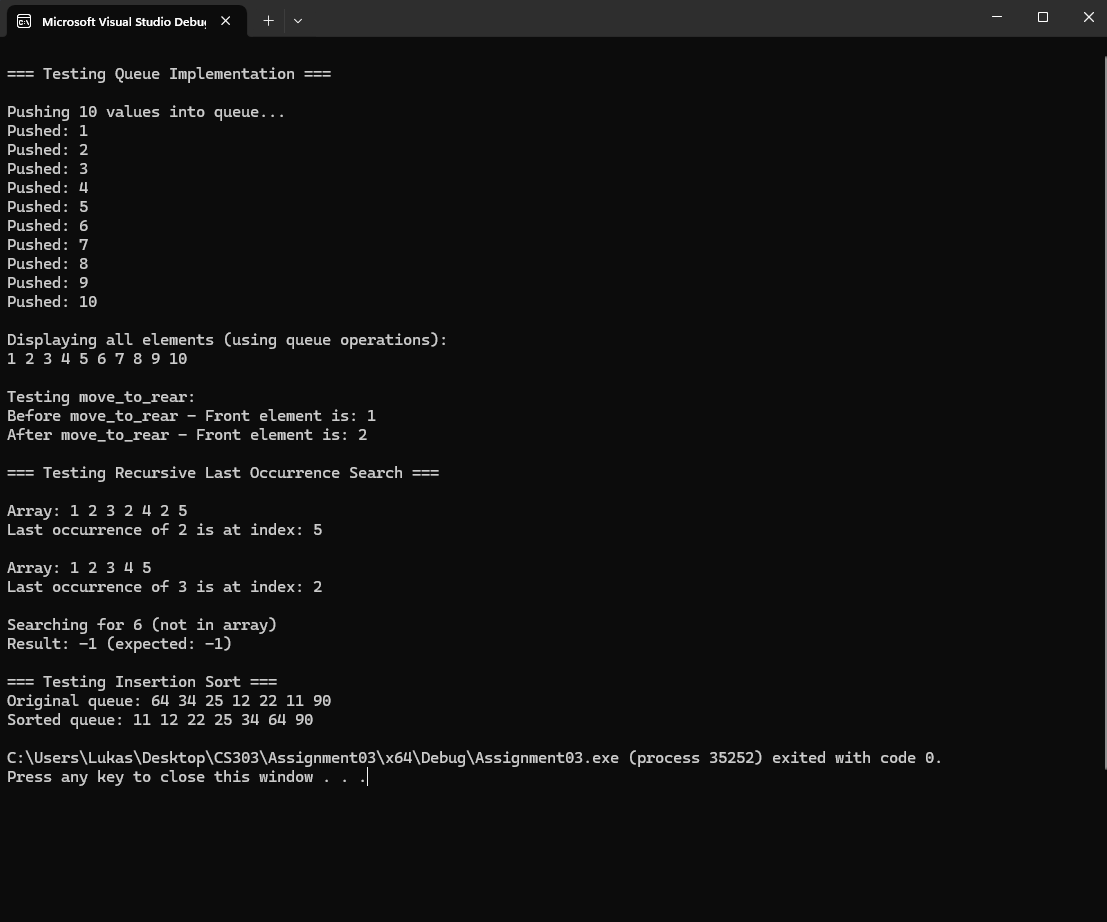 Microsoft Visual Studio Debu
=== Testing Queue Implementation ===
Pushing 10 values into queue...
Pushed: 1
Pushed: 2
Pushed: 3
Pushed: 4
Pushed: 5
Pushed: 6
Pushed: 7
Pushed: 8
Pushed: 9
Pushed: 10
Displaying all elements (using queue operations):
1 2 3 4 5 6 7 8 9 10
Testing move_to_rear:
Before move_to_rear - Front element is: 1
After move_to_rear - Front element is: 2
=== Testing Recursive Last Occurrence Search ===
Array: 1 2 3 2 4 2 5
Last occurrence of 2 is at index: 5
Array: 1 2 3 4 5
Last occurrence of 3 is at index: 2
Searching for 6 (not in array)
Result: -1 (expected: -1)
=== Testing Insertion Sort ===
Original queue: 64 34 25 12 22 11 90
Sorted queue: 11 12 22 25 34 64 90
C:\Users\Lukas\Desktop\CS303\Assignment03\x64\Debug\Assignment03.exe (process 35252) exited with code 0.
Press any key to close this window . . .